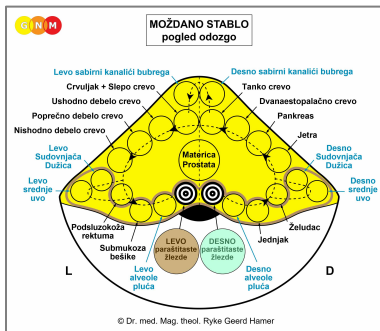 G N M
MOŽDANO STABLO
pogled odozgo
Levo sabirni kanalići bubrega
Desno sabirni kanalići bubrega
Crvuljak + Slepo crevo
Tanko crevo
Ushodno debelo crevo
Dvanaestopalačno crevo
Poprečno debelo crevo
Pankreas
Nishodno debelo crevo
Jetra
Levo
Sudovnjača
Dužica
Desno
Sudovnjača
Dužica
Materica
Prostata
Levo
srednje
uvo
Desno
srednje
uvo
Podsluzokoža
rektuma
Želudac
Submukoza
bešike
Jednjak
LEVO
paraštitaste
žlezde
DESNO
paraštitaste
žlezde
L
D
Levo
alveole
pluća
Desno
alveole
pluća
© Dr. med. Mag. theol. Ryke Geerd Hamer